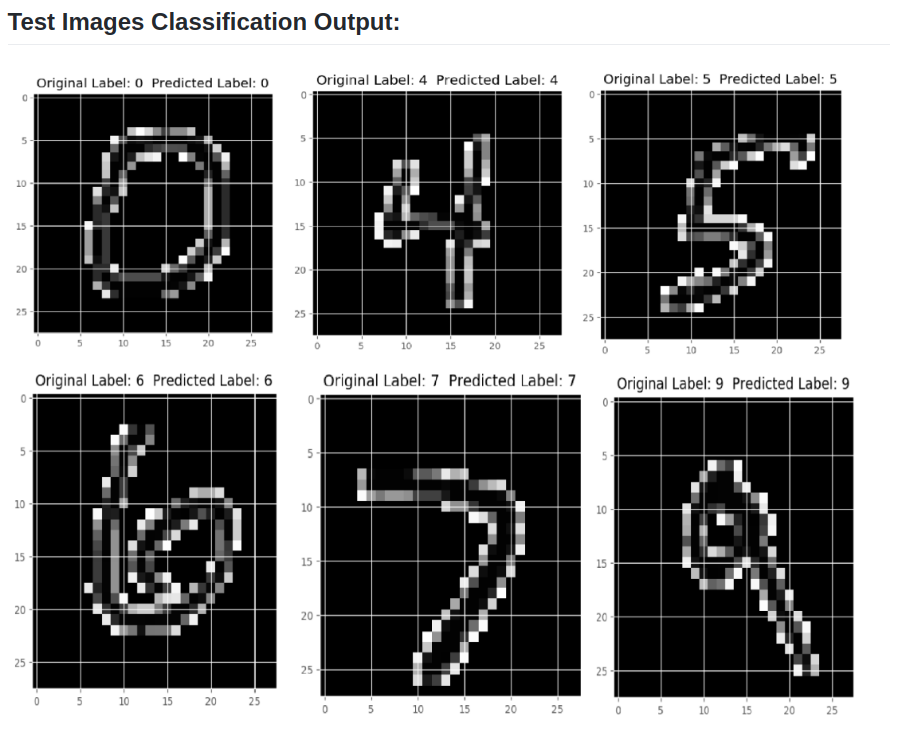 Test Images Classification Output:
Original Label: 0 Predicted Label: 0
0
5
10
15
20
25
0 5 10 15 20 25
Original Label: 4 Predicted Label: 4
0
5
10
15
20
25
0 5 10 15 20 25
Original Label: 5 Predicted Label: 5
0
5
10
15
20
25
0 5 10 15 20 25
Original Label: 6 Predicted Label: 6
0
5
10
15
20
25
0 5 10 15 20 25
Original Label: 7 Predicted Label: 7
0
5
10
15
20
25
0 5 10 15 20 25
Original Label: 9 Predicted Label: 9
0
5
10
15
20
25
0 5 10 15 20 25